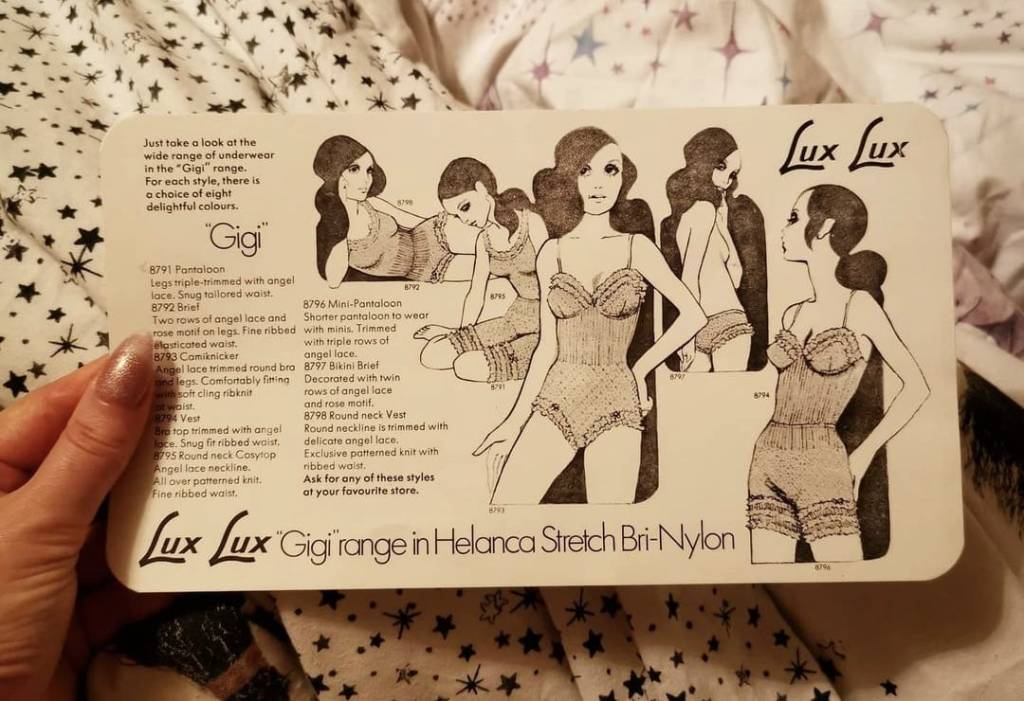 Just take a look at the
wide range of underwear
in the "Gigi" range.
For each style, there is
a choice of eight
delightful colours.
"Gigi"
8791 Pantaloon
Legs triple-trimmed with angel
lace. Snug tailored waist.
8792 Brief
Two rows of angel lace and
rose motif on legs. Fine ribbed
elasticated waist.
8793 Camiknicker
Angel lace trimmed round bra
and legs. Comfortably fitting
with soft cling ribknit
at waist.
8794 Vest
Bra top trimmed with angel
lace. Snug fit ribbed waist.
8795 Round neck Cosytop
Angel lace neckline.
All over patterned knit.
Fine ribbed waist.
8796 Mini-Pantaloon
Shorter pantaloon to wear
with minis. Trimmed
with triple rows of
angel lace.
8797 Bikini Brief
Decorated with twin
rows of angel lace
and rose motif.
8798 Round neck Vest
Round neckline is trimmed with
delicate angel lace.
Exclusive patterned knit with
ribbed waist.
Ask for any of these styles
at your favourite store.
8798
8792
8795
8791
8793
8797
Lux Lux
8794
8796
Lux Lux "Gigi" range in Helanca Stretch Bri-Nylon